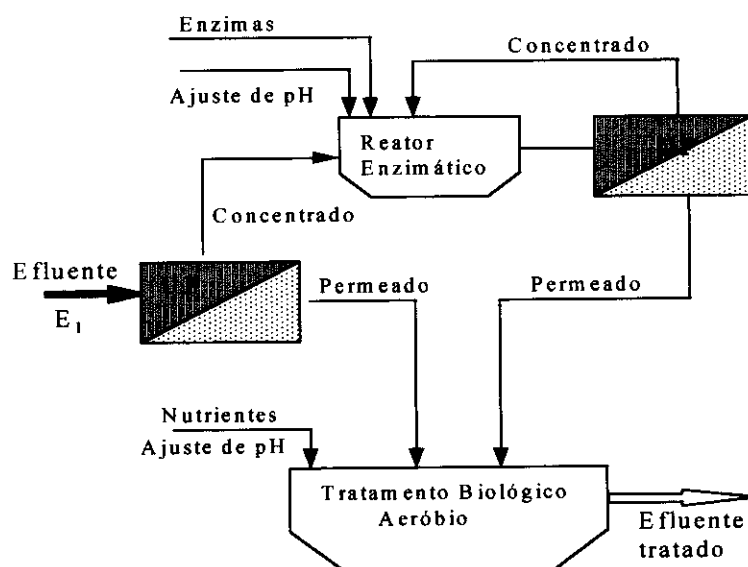 Enzimas
Ajuste de pH
Concentrado
Reator
Enzimático
Concentrado
Efluente
E1
Permeado
Permeado
Nutrientes
Ajuste de pH
Tratamento Biológico
Aeróbio
Efluente
tratado